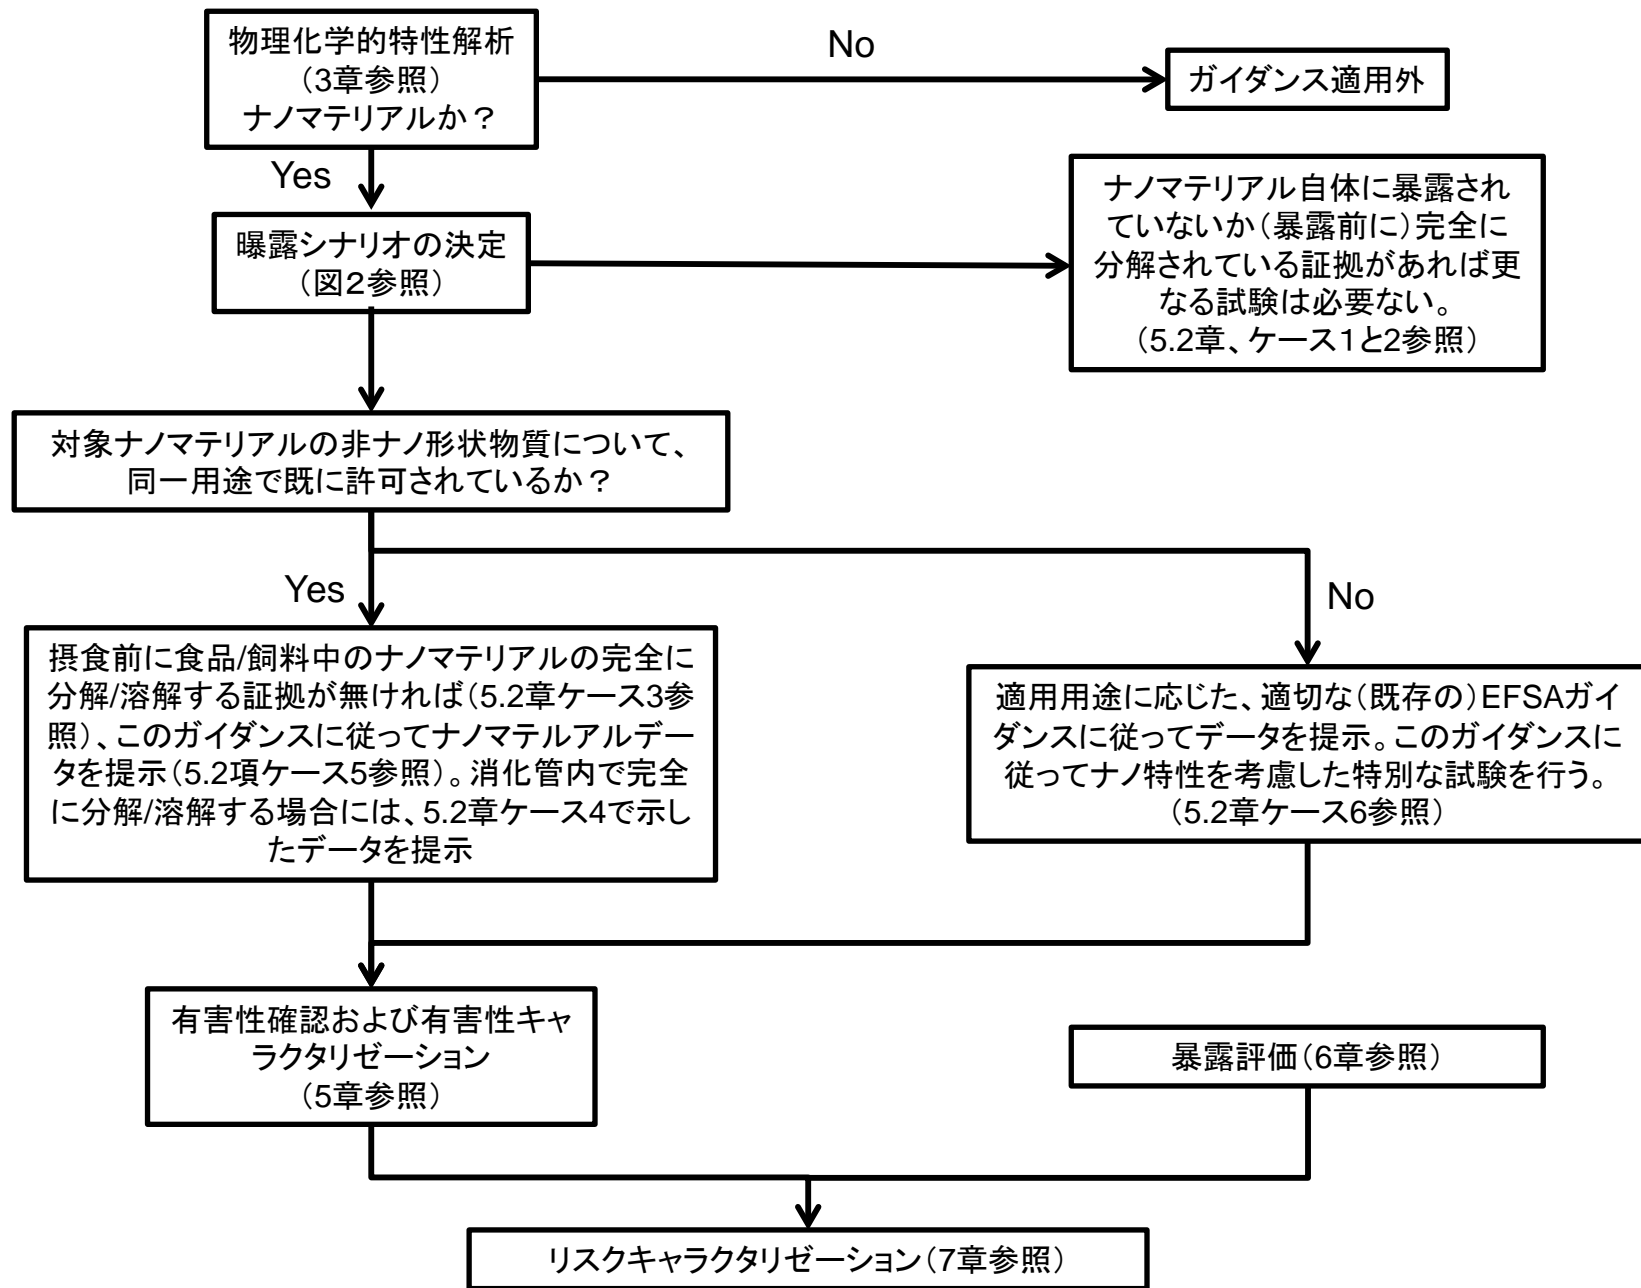 物理化学的特性解析
（3章参照）
ナノマテリアルか？
No
ガイダンス適用外
Yes
曝露シナリオの決定
（図２参照）
ナノマテリアル自体に暴露され
ていないか（暴露前に）完全に
分解されている証拠があれば更
なる試験は必要ない。
（5.2章、ケース１と２参照）
対象ナノマテリアルの非ナノ形状物質について、
同一用途で既に許可されているか？
Yes
No
摂食前に食品/飼料中のナノマテリアルの完全に
分解/溶解する証拠が無ければ（5.2章ケース3参
照）、このガイダンスに従ってナノマテルアルデー
タを提示（5.2項ケース5参照）。消化管内で完全
に分解/溶解する場合には、5.2章ケース4で示し
たデータを提示
適用用途に応じた、適切な（既存の）EFSAガイ
ダンスに従ってデータを提示。このガイダンスに
従ってナノ特性を考慮した特別な試験を行う。
（5.2章ケース6参照）
有害性確認および有害性キャ
ラクタリゼーション
（5章参照）
暴露評価（6章参照）
リスクキャラクタリゼーション（7章参照）